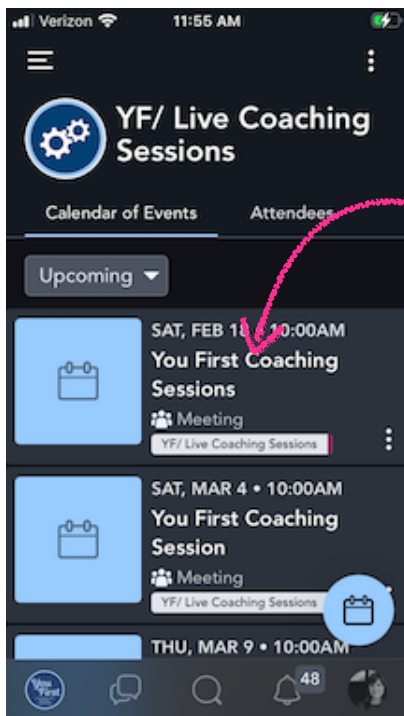 Verizon 11:55 AM
YF/ Live Coaching
Sessions
Calendar of Events Attendees
Upcoming
SAT, FEB 18 • 10:00AM
You First Coaching
Sessions
Meeting
YF/ Live Coaching Sessions
SAT, MAR 4 • 10:00AM
You First Coaching
Session
Meeting
YF/ Live Coaching Sessions
THU, MAR 9 • 10:00AM
You First
48